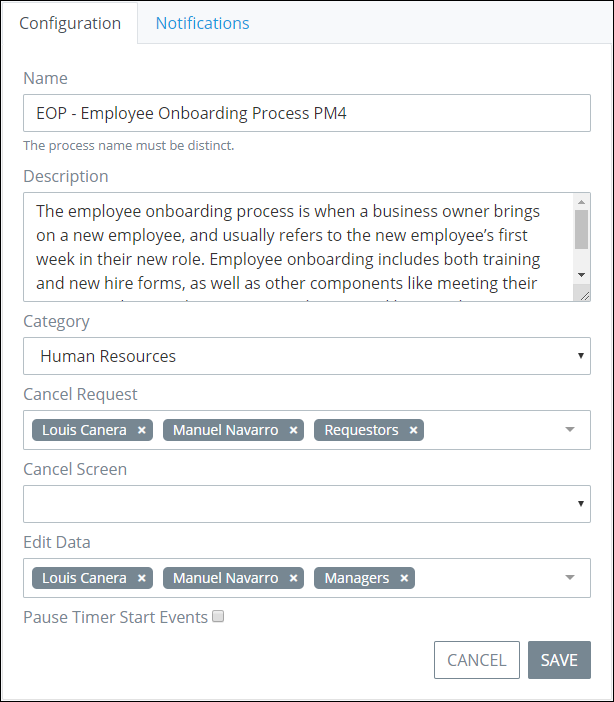 Configuration Notifications
Name
EOP - Employee Onboarding Process PM4
The process name must be distinct.
Description
The employee onboarding process is when a business owner brings
on a new employee, and usually refers to the new employee’s first
week in their new role. Employee onboarding includes both training
and new hire forms, as well as other components like meeting their
Category
Human Resources
Cancel Request
Louis Canera × Manuel Navarro × Requestors ×
Cancel Screen
Edit Data
Louis Canera × Manuel Navarro × Managers ×
Pause Timer Start Events
CANCEL SAVE